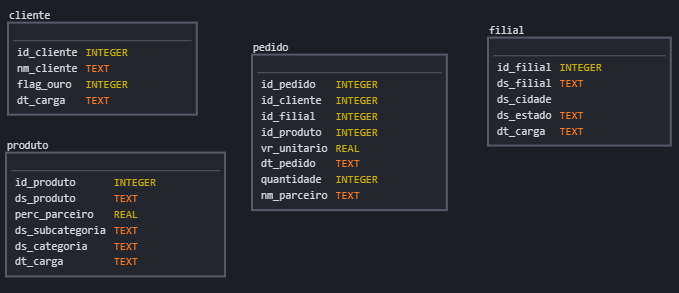 cliente
id_cliente INTEGER
nm_cliente TEXT
flag_ouro INTEGER
dt_carga TEXT
produto
id_produto INTEGER
ds_produto TEXT
perc_parceiro REAL
ds_subcategoria TEXT
ds_categoria TEXT
dt_carga TEXT
pedido
id_pedido INTEGER
id_cliente INTEGER
id_filial INTEGER
id_produto INTEGER
vr_unitario REAL
dt_pedido TEXT
quantidade INTEGER
nm_parceiro TEXT
filial
id_filial INTEGER
ds_filial TEXT
ds_cidade
ds_estado TEXT
dt_carga TEXT